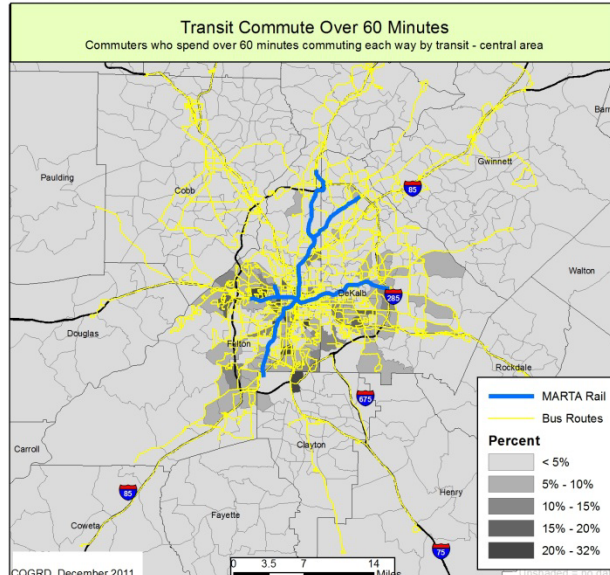 Transit Commute Over 60 Minutes
Commuters who spend over 60 minutes commuting each way by transit - central area
Gwinnett
Paulding
Cobb
85
Walton
DeKalb
285
Douglas
Fulton
Rockdale
MARTA Rail
675
Bus Routes
Percent
Carroll
Clayton
< 5%
5% - 10%
Henry
10% - 15%
85
Fayette
15% - 20%
Coweta
75
20% - 32%
0 3.5 7 14
COGRD, December 2011
Miles